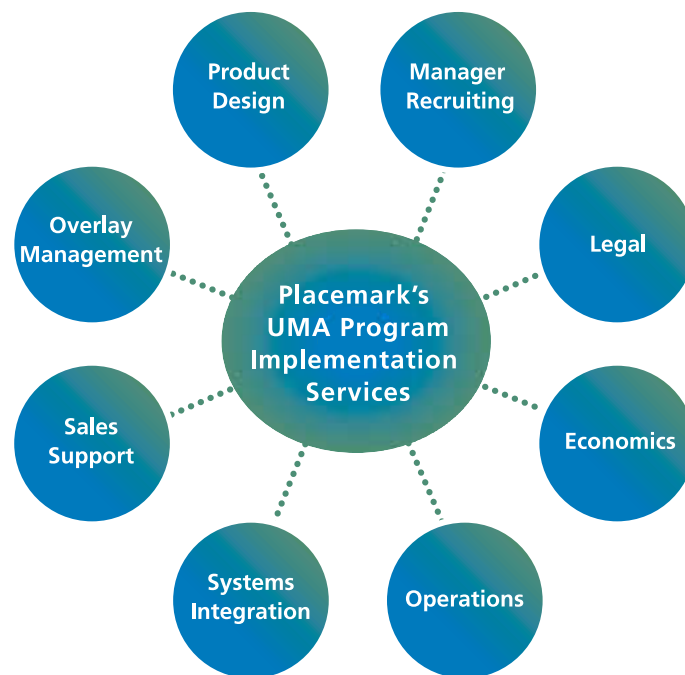 Product
Design
Manager
Recruiting
Overlay
Management
Legal
Placemark's
UMA Program
Implementation
Services
Sales
Support
Economics
Systems
Integration
Operations